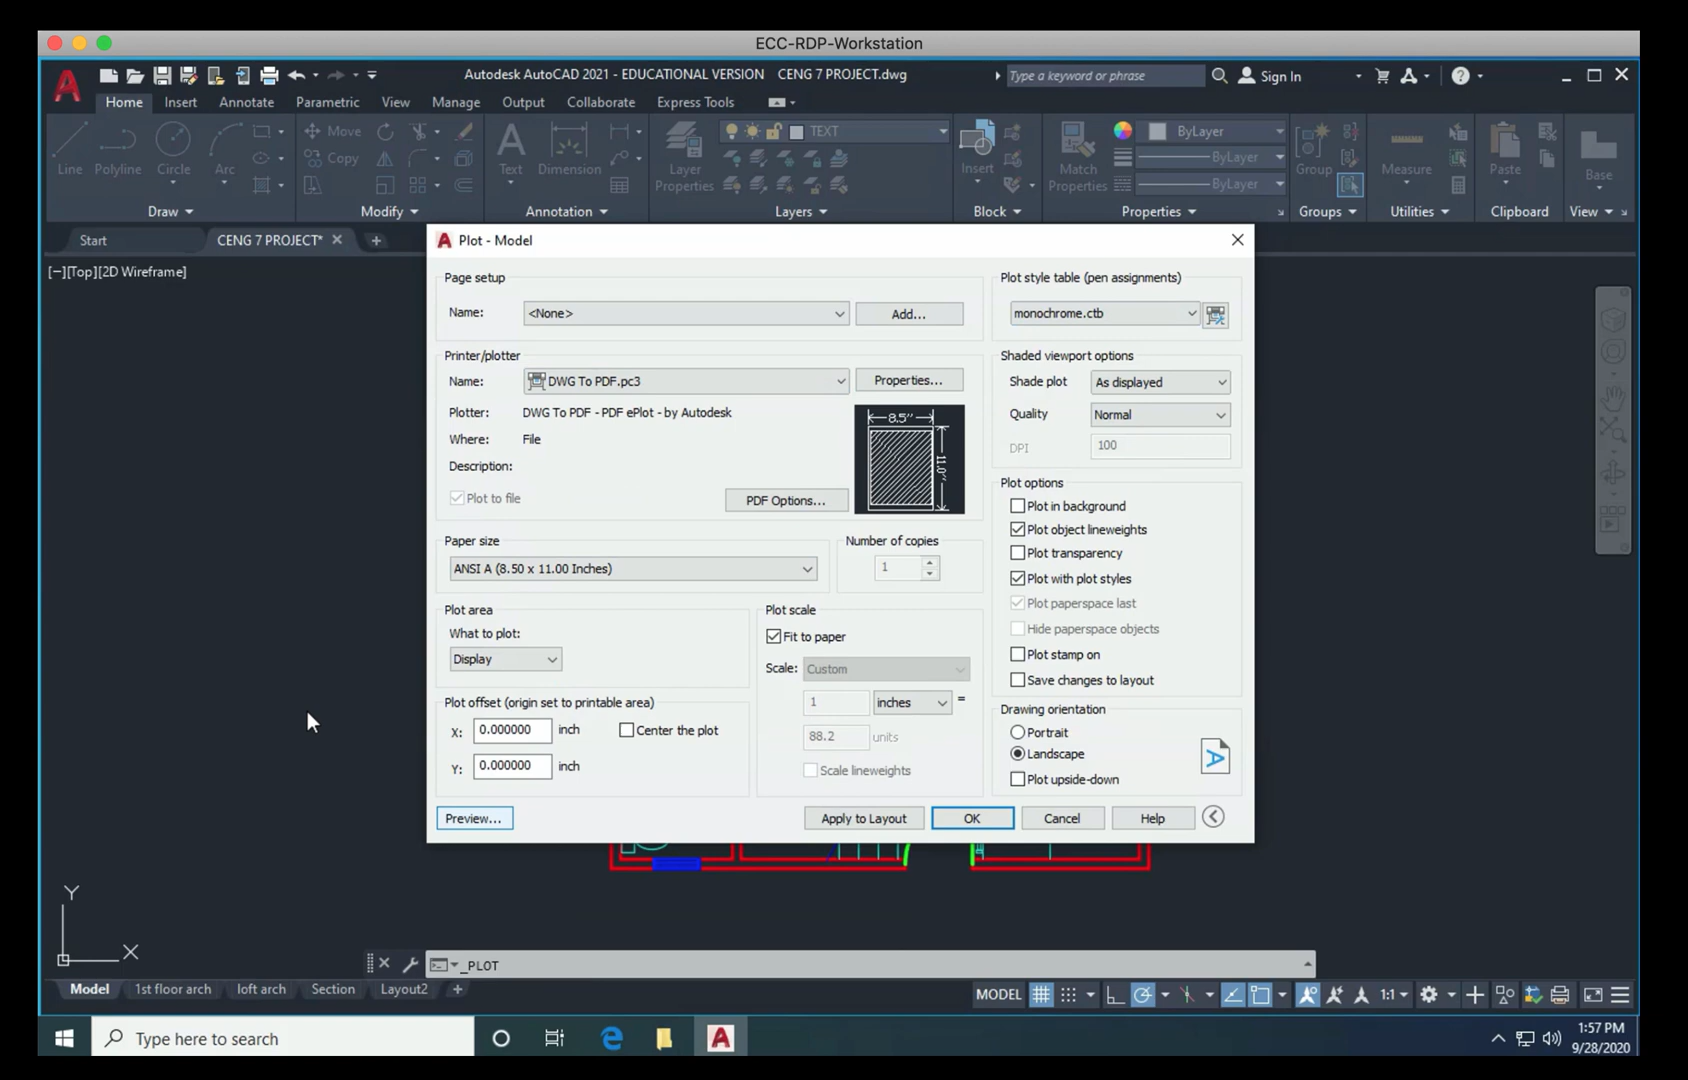 ECC-RDP-Workstation
Autodesk AutoCAD 2021 - EDUCATIONAL VERSION CENG 7 PROJECT.dwg
Type a keyword or phrase
Sign In
Home Insert Annotate Parametric View Manage Output Collaborate Express Tools
Line Polyline Circle Arc
Move
Copy
Text Dimension
Layer Properties
TEXT
Insert
Match Properties
ByLayer
ByLayer
ByLayer
Group
Measure
Paste
Base
Draw Modify Annotation Layers Block Properties Groups Utilities Clipboard View
Start
CENG 7 PROJECT*
[−][Top][2D Wireframe]
Plot - Model
Page setup
Name: <None> Add...
Printer/plotter
Name: DWG To PDF.pc3 Properties...
Plotter: DWG To PDF - PDF ePlot - by Autodesk
Where: File
Description:
Plot to file
PDF Options...
8.5''
11.0''
Paper size
ANSI A (8.50 x 11.00 Inches)
Number of copies
1
Plot area
What to plot:
Display
Plot scale
Fit to paper
Scale: Custom
1 inches =
88.2 units
Scale lineweights
Plot offset (origin set to printable area)
X: 0.000000 inch
Center the plot
Y: 0.000000 inch
Plot style table (pen assignments)
monochrome.ctb
Shaded viewport options
Shade plot As displayed
Quality Normal
DPI 100
Plot options
Plot in background
Plot object lineweights
Plot transparency
Plot with plot styles
Plot paperspace last
Hide paperspace objects
Plot stamp on
Save changes to layout
Drawing orientation
Portrait
Landscape
Plot upside-down
A
Preview... Apply to Layout OK Cancel Help
Y
X
_PLOT
Model 1st floor arch loft arch Section Layout2
MODEL
1:1
Type here to search
1:57 PM
9/28/2020